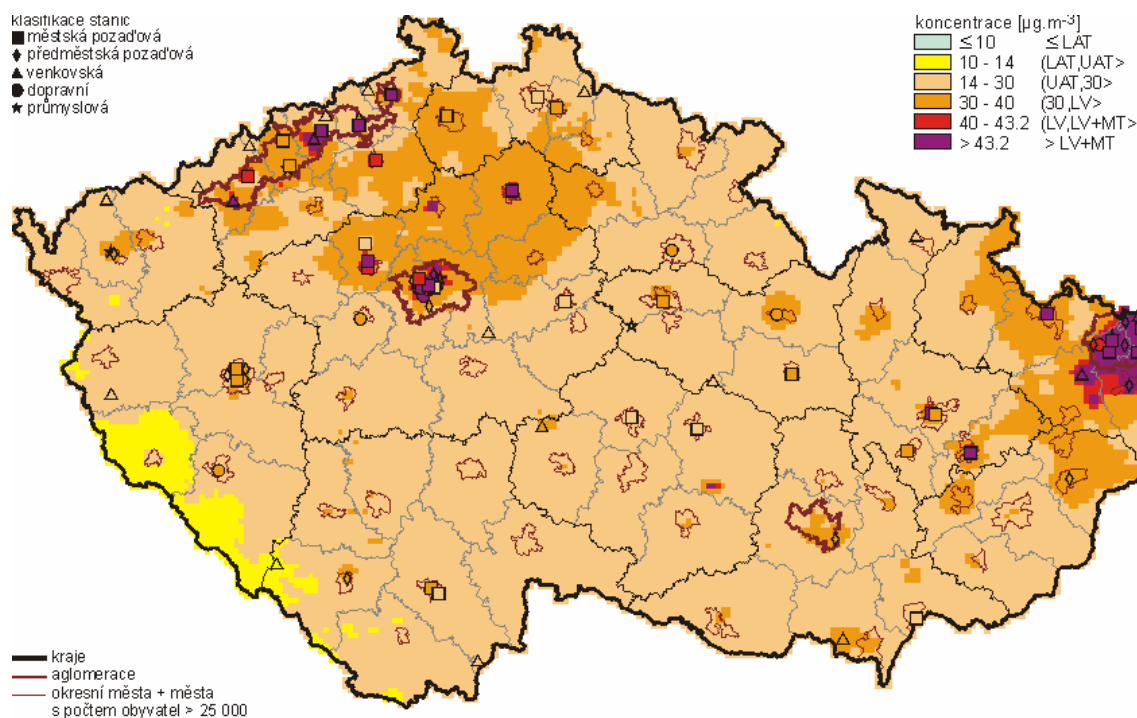 klasifikace stanic
městská pozaďová
předměstská pozaďová
venkovská
dopravní
průmyslová
koncentrace [µg.m-3]
≤10 ≤LAT
10 - 14 (LAT,UAT>
14 - 30 (UAT,30>
30 - 40 (30,LV>
40 - 43.2 (LV,LV+MT>
> 43.2 > LV+MT
kraje
aglomerace
okresní města + města
s počtem obyvatel > 25 000